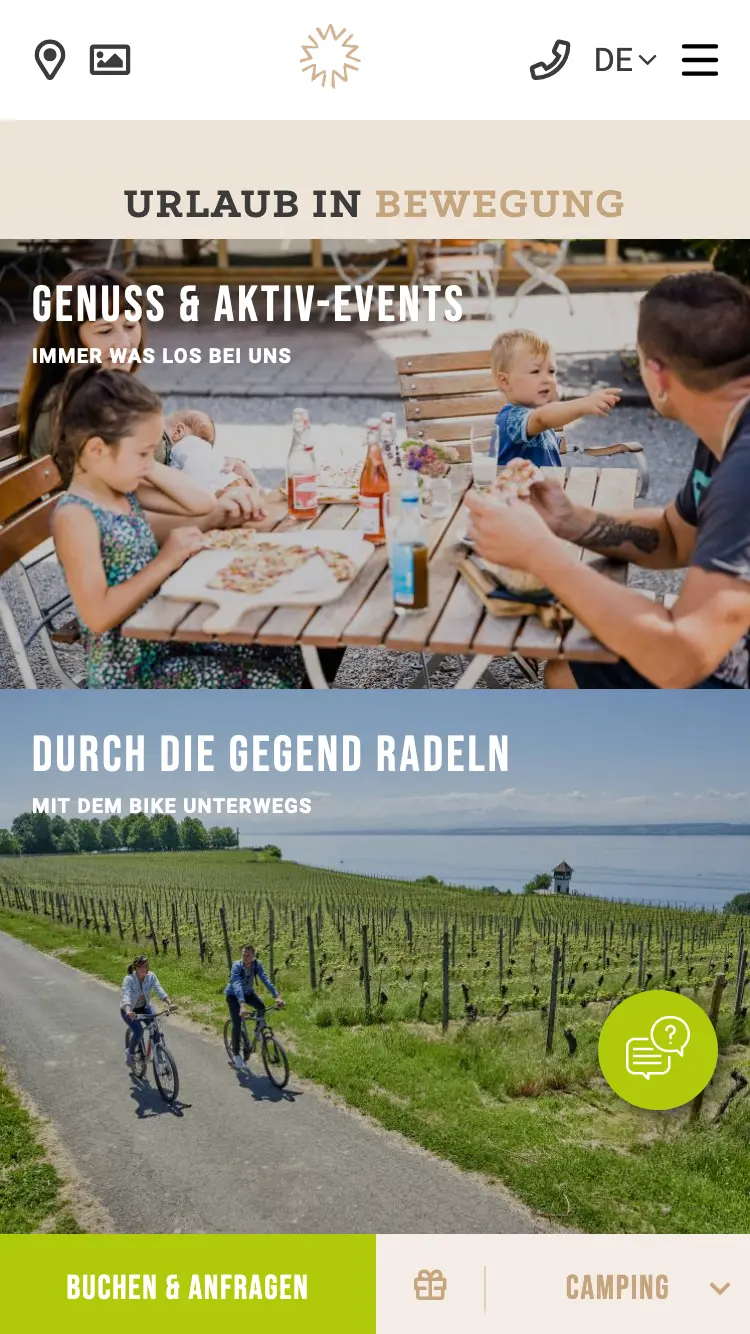 DE
URLAUB IN BEWEGUNG
GENUSS & AKTIV-EVENTS
IMMER WAS LOS BEI UNS
DURCH DIE GEGEND RADELN
MIT DEM BIKE UNTERWEGS
?
BUCHEN & ANFRAGEN
CAMPING